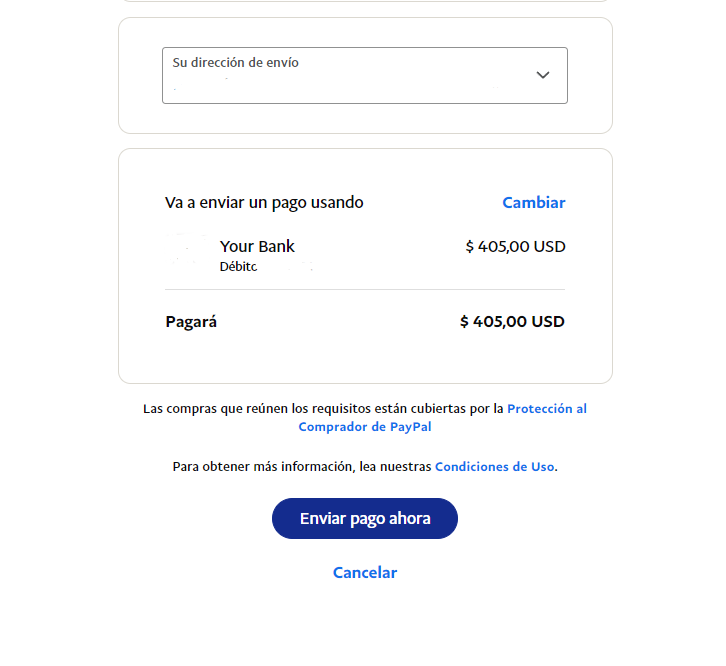 Su dirección de envío
Va a enviar un pago usando
Cambiar
Your Bank
$ 405,00 USD
Débitc
Pagará
$ 405,00 USD
Las compras que reúnen los requisitos están cubiertas por la Protección al
Comprador de PayPal
Para obtener más información, lea nuestras Condiciones de Uso.
Enviar pago ahora
Cancelar